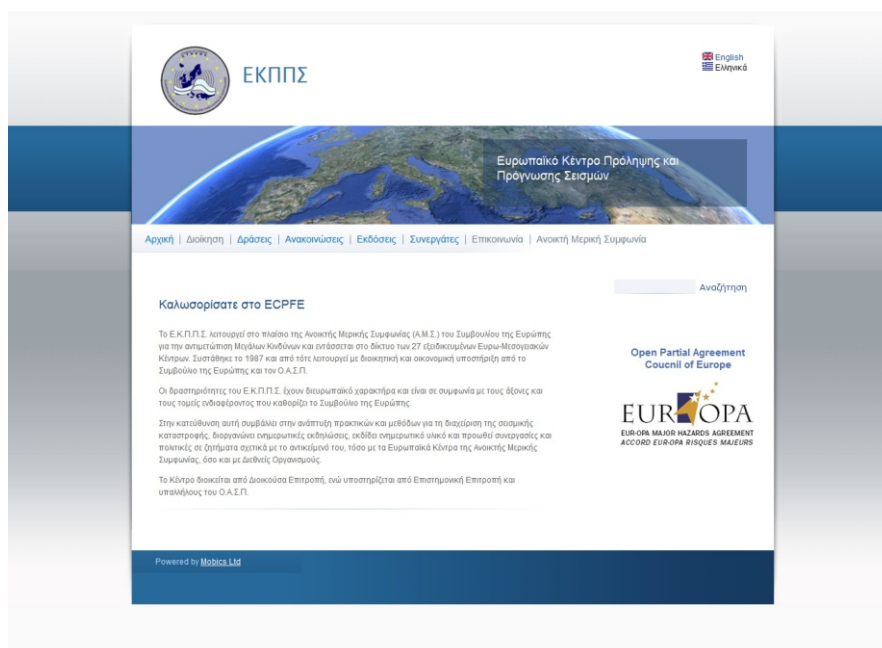 ΕΚΠΠΣ
English
Ελληνικά
Ευρωπαϊκό Κέντρο Πρόληψης και
Πρόγνωσης Σεισμών
Αρχική | Διοίκηση | Δράσεις | Ανακοινώσεις | Εκδόσεις | Συνεργάτες | Επικοινωνία | Ανοικτή Μερική Συμφωνία
Αναζήτηση
Καλωσορίσατε στο ECPFE
Το Ε.Κ.Π.Π.Σ. λειτουργεί στο πλαίσιο της Ανοικτής Μερικής Συμφωνίας (Α.Μ.Σ.) του Συμβουλίου της Ευρώπης
για την αντιμετώπιση Μεγάλων Κινδύνων και εντάσσεται στο δίκτυο των 27 εξειδικευμένων Ευρω-Μεσογειακών
Κέντρων. Συστάθηκε το 1987 και από τότε λειτουργεί με διοικητική και οικονομική υποστήριξη από το
Συμβούλιο της Ευρώπης και τον Ο.Α.Σ.Π.
Οι δραστηριότητες του Ε.Κ.Π.Π.Σ. έχουν διευρωπαϊκό χαρακτήρα και είναι σε συμφωνία με τους άξονες και
τους τομείς ενδιαφέροντος που καθορίζει το Συμβούλιο της Ευρώπης.
Στην κατεύθυνση αυτή συμβάλλει στην ανάπτυξη πρακτικών και μεθόδων για τη διαχείριση της σεισμικής
καταστροφής, διοργανώνει ενημερωτικές εκδηλώσεις, εκδίδει ενημερωτικό υλικό και προωθεί συνεργασίες και
πολιτικές σε ζητήματα σχετικά με το αντικείμενό του, τόσο με τα Ευρωπαϊκά Κέντρα της Ανοικτής Μερικής
Συμφωνίας, όσο και με Διεθνείς Οργανισμούς.
Το Κέντρο διοικείται από Διοικούσα Επιτροπή, ενώ υποστηρίζεται από Επιστημονική Επιτροπή και
υπαλλήλους του Ο.Α.Σ.Π.
Open Partial Agreement
Coucnil of Europe
EUR OPA
EUR-OPA MAJOR HAZARDS AGREEMENT
ACCORD EUR-OPA RISQUES MAJEURS
Powered by Mobics Ltd